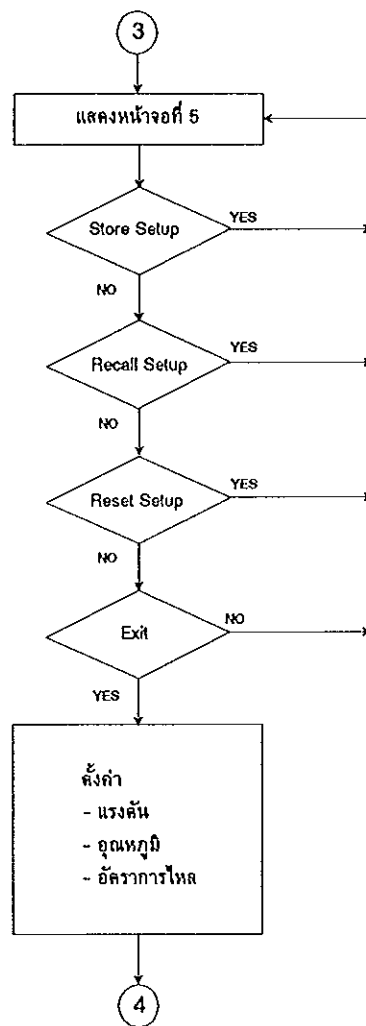 3
แสดงหน้าจอที่ 5
Store Setup
YES
NO
Recall Setup
YES
NO
Reset Setup
YES
NO
Exit
NO
YES
ตั้งค่า
- แรงดัน
- อุณหภูมิ
- อัตราการไหล
4